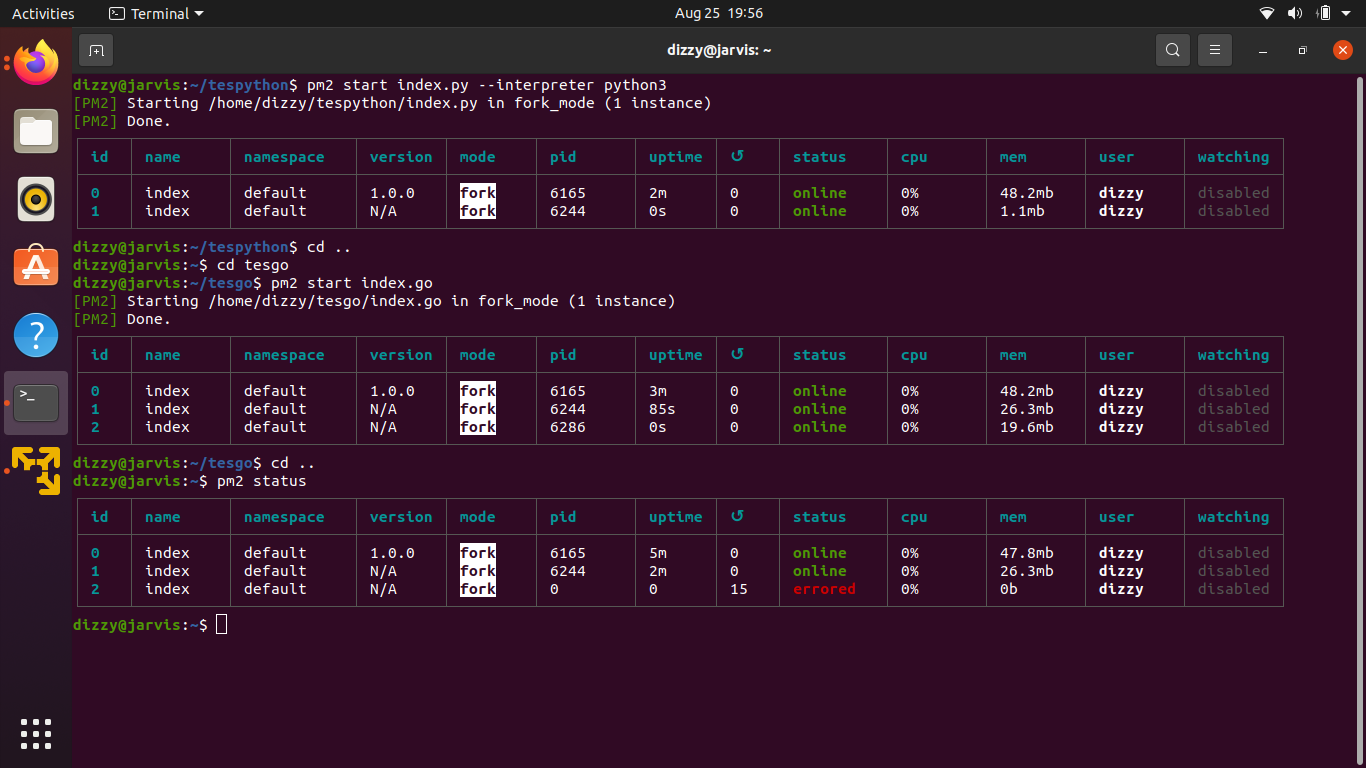 Activities Terminal Aug 25 19:56
dizzy@jarvis: ~
dizzy@jarvis:~/tespython$ pm2 start index.py --interpreter python3
[PM2] Starting /home/dizzy/tespython/index.py in fork_mode (1 instance)
[PM2] Done.
id name namespace version mode pid uptime ↺ status cpu mem user watching
0 index default 1.0.0 fork 6165 2m 0 online 0% 48.2mb dizzy disabled
1 index default N/A fork 6244 0s 0 online 0% 1.1mb dizzy disabled
dizzy@jarvis:~/tespython$ cd ..
dizzy@jarvis:~$ cd tesgo
dizzy@jarvis:~/tesgo$ pm2 start index.go
[PM2] Starting /home/dizzy/tesgo/index.go in fork_mode (1 instance)
[PM2] Done.
id name namespace version mode pid uptime ↺ status cpu mem user watching
0 index default 1.0.0 fork 6165 3m 0 online 0% 48.2mb dizzy disabled
1 index default N/A fork 6244 85s 0 online 0% 26.3mb dizzy disabled
2 index default N/A fork 6286 0s 0 online 0% 19.6mb dizzy disabled
dizzy@jarvis:~/tesgo$ cd ..
dizzy@jarvis:~$ pm2 status
id name namespace version mode pid uptime ↺ status cpu mem user watching
0 index default 1.0.0 fork 6165 5m 0 online 0% 47.8mb dizzy disabled
1 index default N/A fork 6244 2m 0 online 0% 26.3mb dizzy disabled
2 index default N/A fork 0 0 15 errored 0% 0b dizzy disabled
dizzy@jarvis:~$